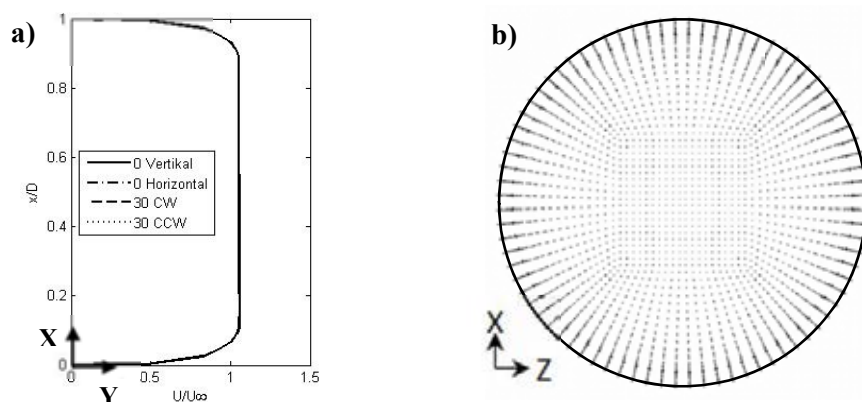 a)
1
0.8
0.6
0.4
0.2
0
x/D
0 Vertikal
0 Horizontal
30 CW
30 CCW
X
Y
0
0.5
1
1.5
U/U∞
b)
X
Z